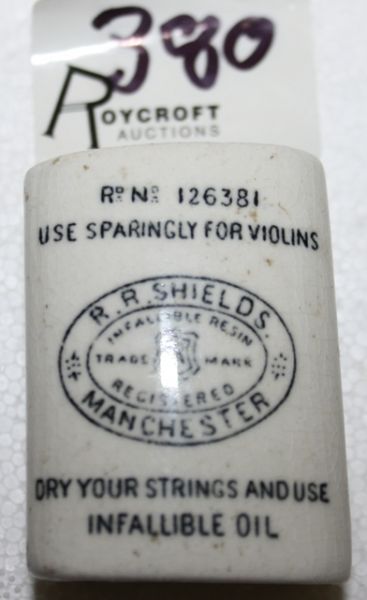 380
ROYCROFT
AUCTIONS
Rᴰ Nᵒ 126381
USE SPARINGLY FOR VIOLINS
R.R. SHIELDS.
INFALLIBLE RESIN
TRADE MARK
REGISTERED
MANCHESTER
DRY YOUR STRINGS AND USE
INFALLIBLE OIL